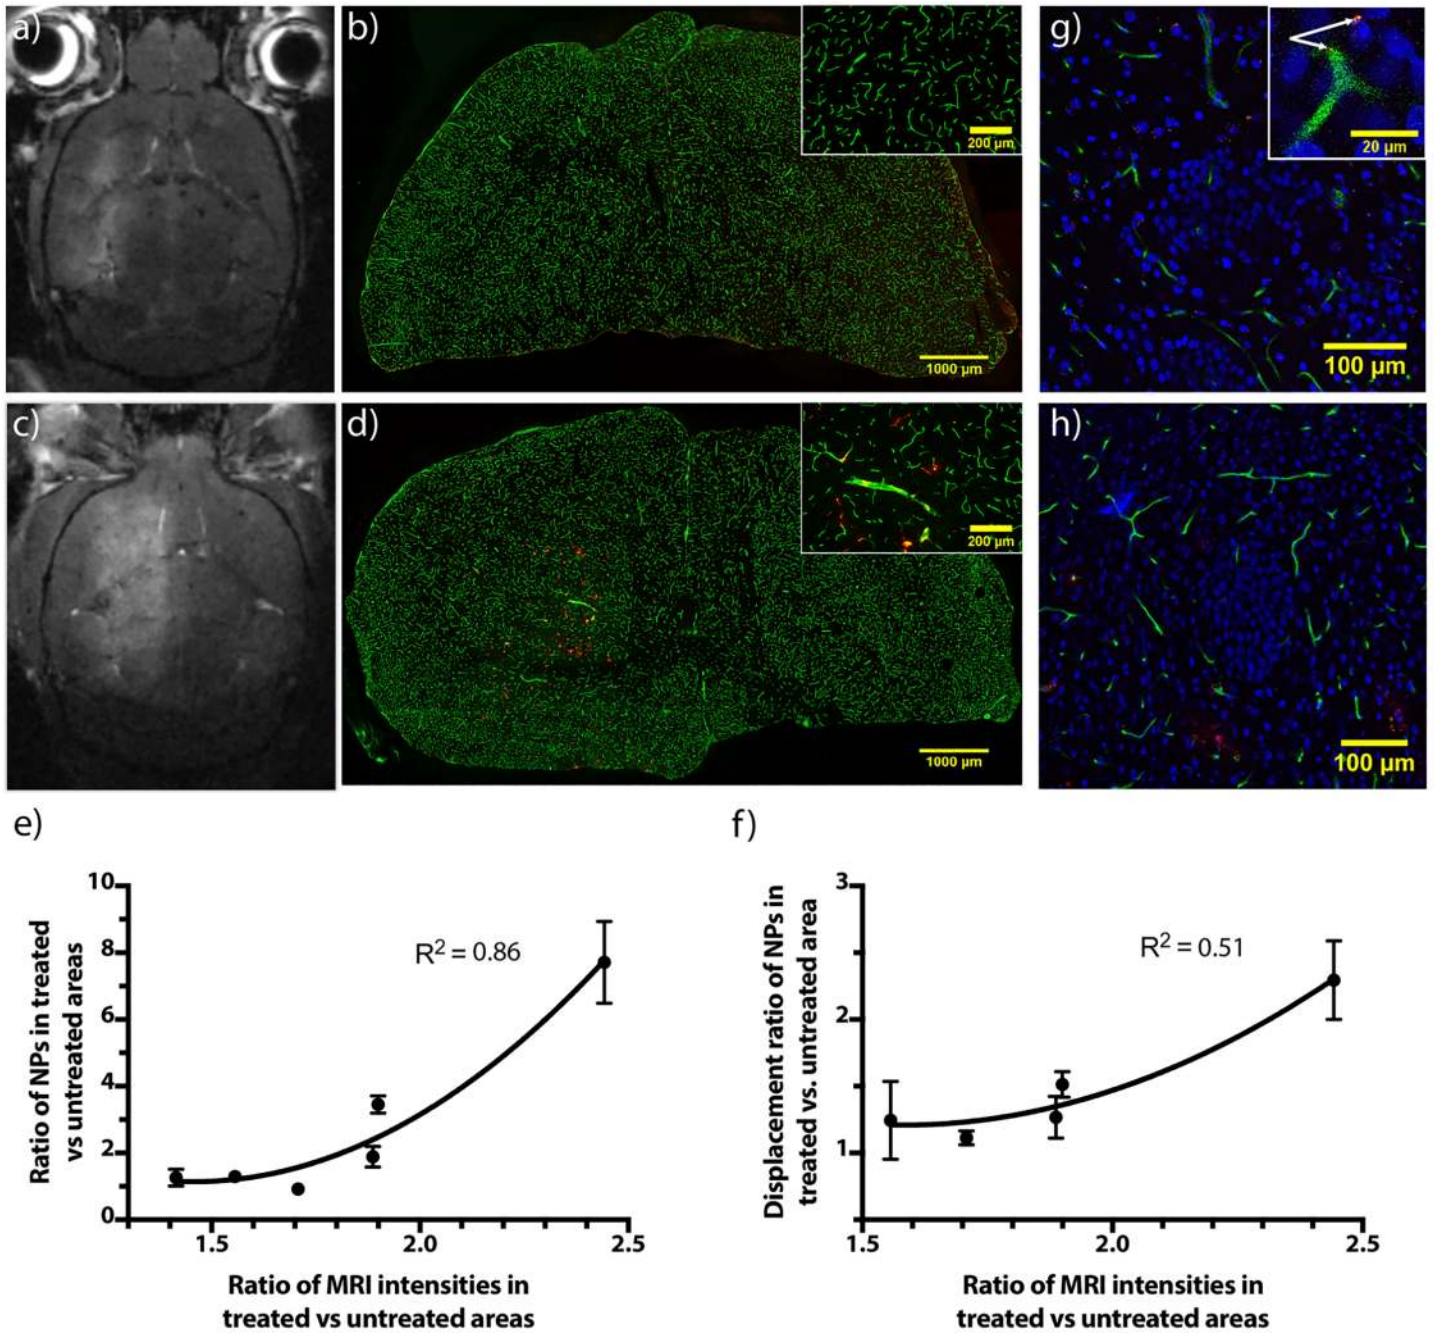 a)
b)
200 µm
1000 µm
g)
20 µm
100 µm
c)
d)
200 µm
1000 µm
h)
100 µm
e)
10
8
6
4
2
0
R² = 0.86
1.5
2.0
2.5
Ratio of NPs in treated
vs untreated areas
Ratio of MRI intensities in
treated vs untreated areas
f)
3
2
1
R² = 0.51
1.5
2.0
2.5
Displacement ratio of NPs in
treated vs. untreated area
Ratio of MRI intensities in
treated vs untreated areas